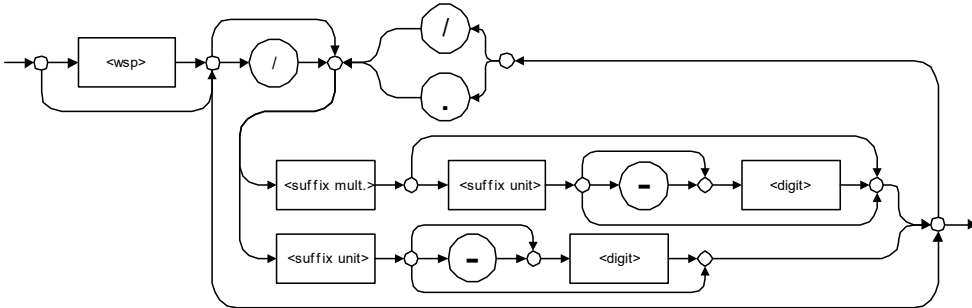 /
<wsp>
/
.
<suffix mult.>
<suffix unit>
-
<digit>
<suffix unit>
-
<digit>